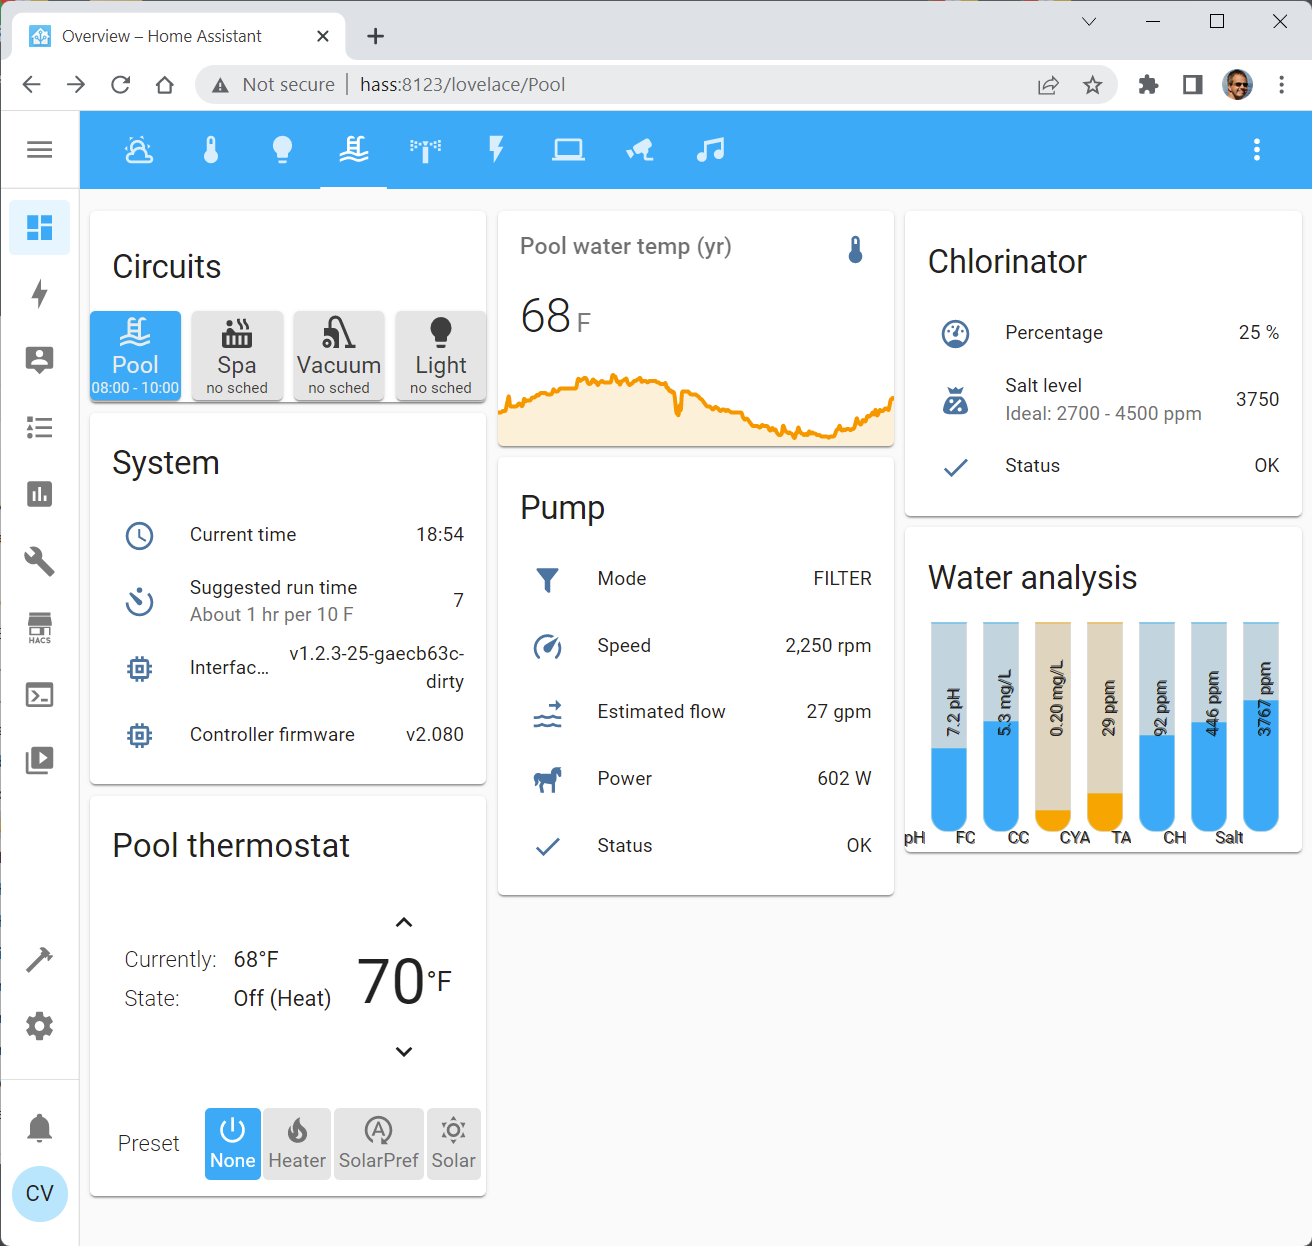 Overview – Home Assistant
Not secure
hass:8123/lovelace/Pool
HACS
CV
Circuits
Pool
08:00 - 10:00
Spa
no sched
Vacuum
no sched
Light
no sched
System
Current time 18:54
Suggested run time 7
About 1 hr per 10 F
Interfac... v1.2.3-25-gaecb63c-
dirty
Controller firmware v2.080
Pool thermostat
Currently: 68°F
State: Off (Heat)
70 °F
Preset
None
Heater
SolarPref
Solar
Pool water temp (yr)
68 F
Pump
Mode FILTER
Speed 2,250 rpm
Estimated flow 27 gpm
Power 602 W
Status OK
Chlorinator
Percentage 25 %
Salt level 3750
Ideal: 2700 - 4500 ppm
Status OK
Water analysis
7.2 pH
5.3 mg/L
0.20 mg/L
29 ppm
92 ppm
446 ppm
3767 ppm
pH FC CC CYA TA CH Salt